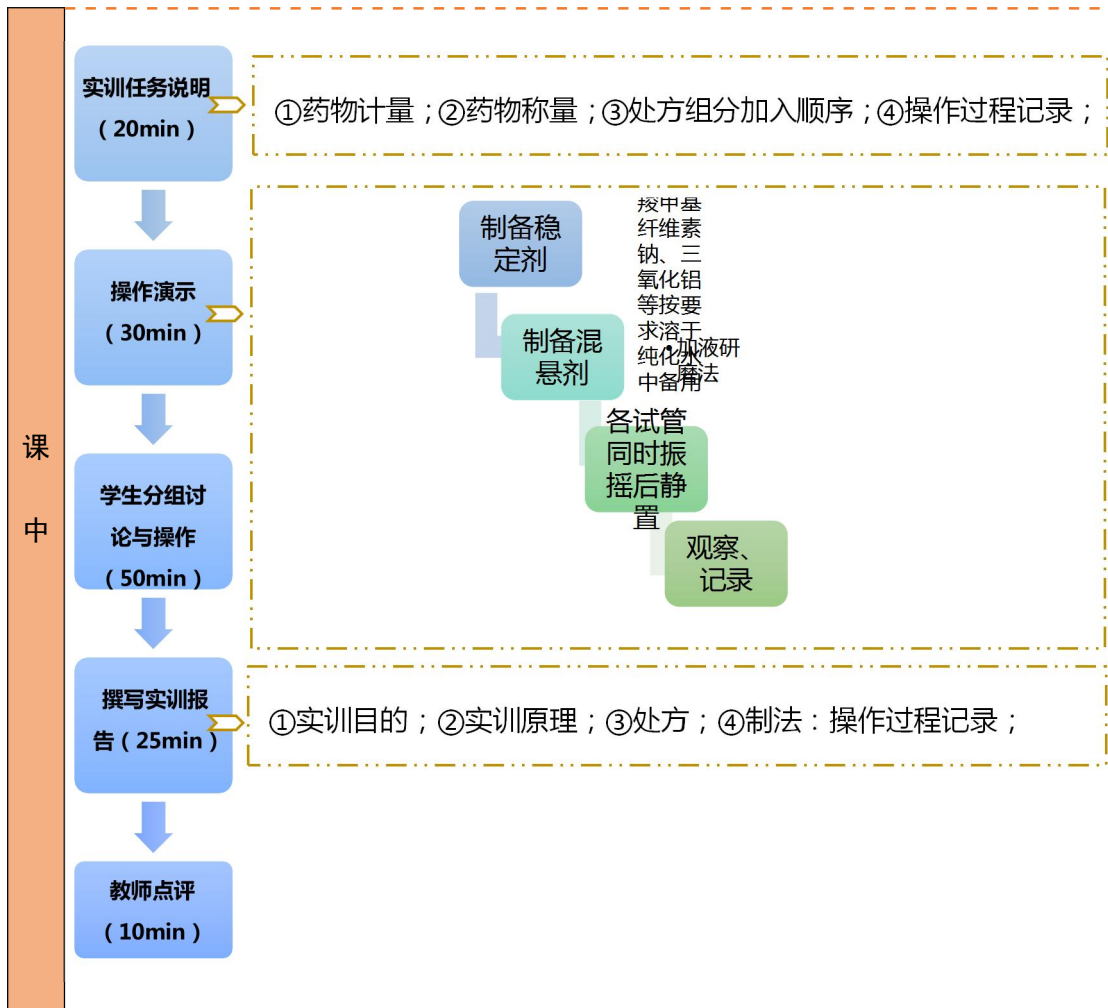 课
中
实训任务说明
（20min）
①药物计量；②药物称量；③处方组分加入顺序；④操作过程记录；
操作演示
（30min）
制备稳
定剂
羧甲基
纤维素
钠、三
氧化铝
等按要
求溶于
纯化水
中备用
制备混
悬剂
•加液研
磨法
各试管
同时振
摇后静
置
观察、
记录
学生分组讨
论与操作
（50min）
撰写实训报
告（25min）
①实训目的；②实训原理；③处方；④制法：操作过程记录；
教师点评
（10min）